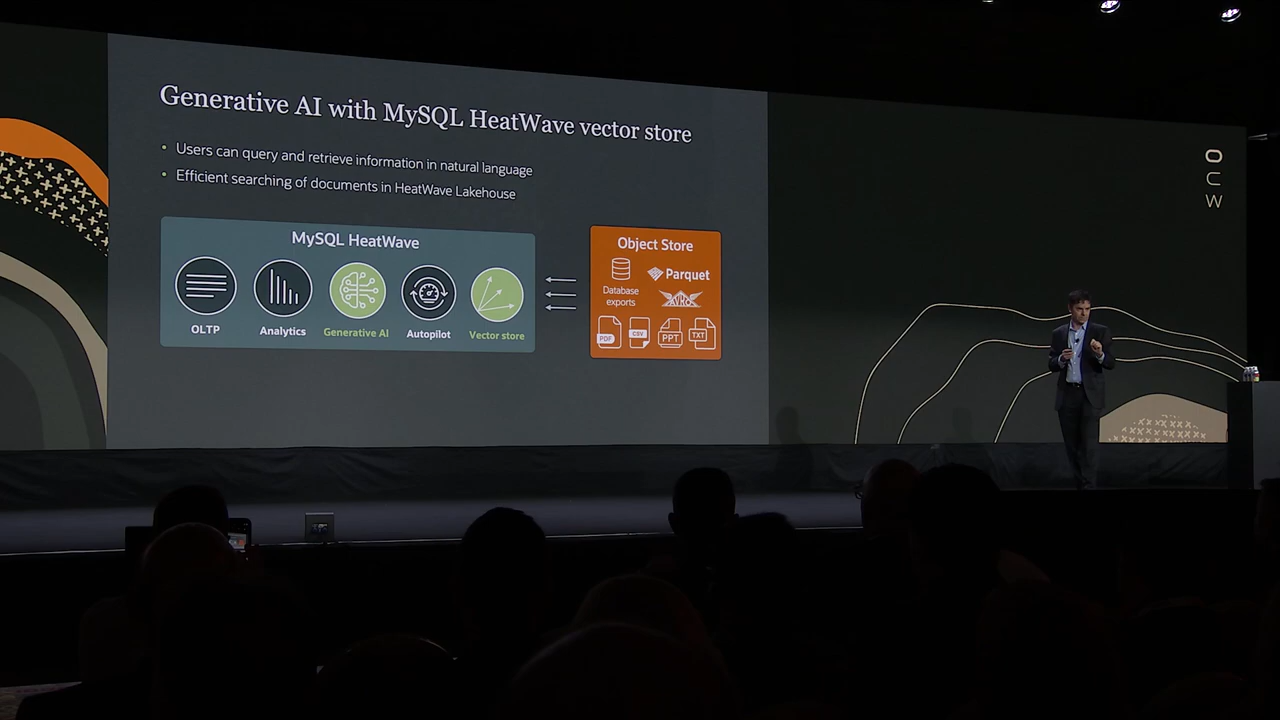 Generative AI with MySQL HeatWave vector store
• Users can query and retrieve information in natural language
• Efficient searching of documents in HeatWave Lakehouse
MySQL HeatWave
OLTP
Analytics
Generative AI
Autopilot
Vector store
Object Store
Database
exports
Parquet
AVRO
PDF
CSV
PPT
TXT
O
C
W